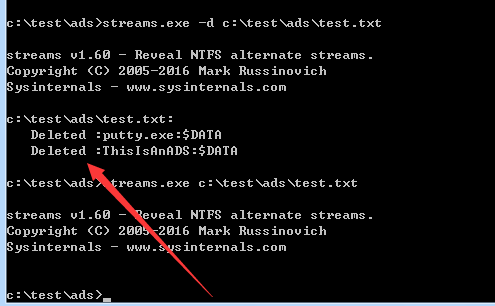 c:\test\ads>streams.exe -d c:\test\ads\test.txt
streams v1.60 - Reveal NTFS alternate streams.
Copyright (C) 2005-2016 Mark Russinovich
Sysinternals - www.sysinternals.com
c:\test\ads\test.txt:
Deleted :putty.exe:$DATA
Deleted :ThisIsAnADS:$DATA
c:\test\ads>streams.exe c:\test\ads\test.txt
streams v1.60 - Reveal NTFS alternate streams.
Copyright (C) 2005-2016 Mark Russinovich
Sysinternals - www.sysinternals.com
c:\test\ads>